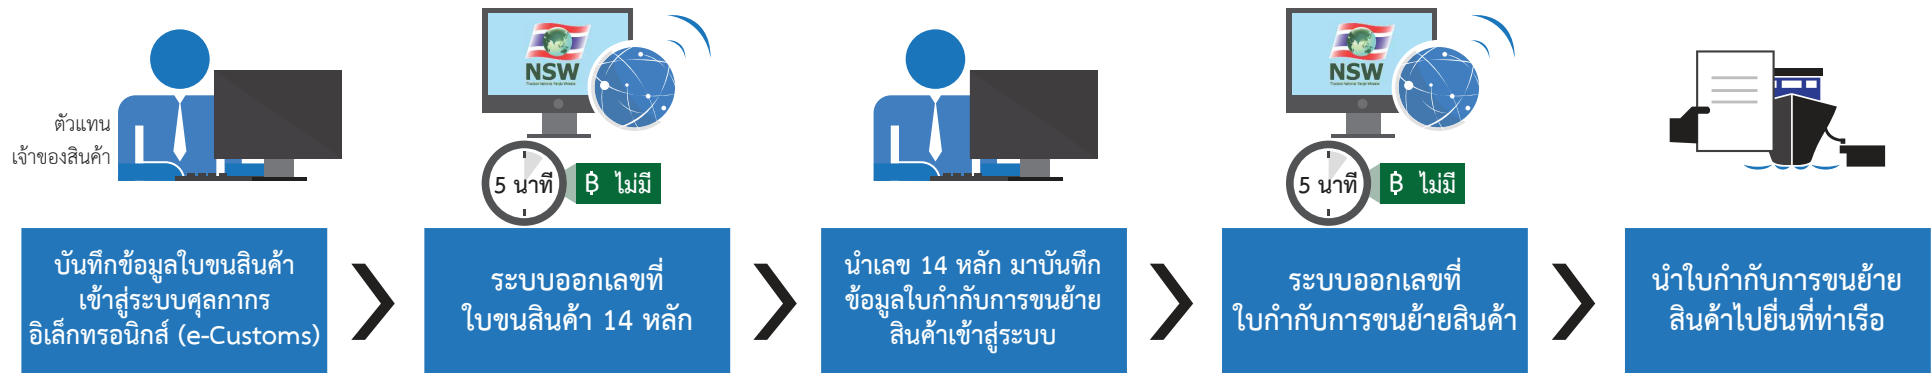 ตัวแทน
เจ้าของสินค้า
NSW
5 นาที
฿ ไม่มี
NSW
5 นาที
฿ ไม่มี
บันทึกข้อมูลใบขนสินค้า
เข้าสู่ระบบศุลกากร
อิเล็กทรอนิกส์ (e-Customs)
ระบบออกเลขที่
ใบขนสินค้า 14 หลัก
นำเลข 14 หลัก มาบันทึก
ข้อมูลใบกำกับการขนย้าย
สินค้าเข้าสู่ระบบ
ระบบออกเลขที่
ใบกำกับการขนย้ายสินค้า
นำใบกำกับการขนย้าย
สินค้าไปยื่นที่ท่าเรือ